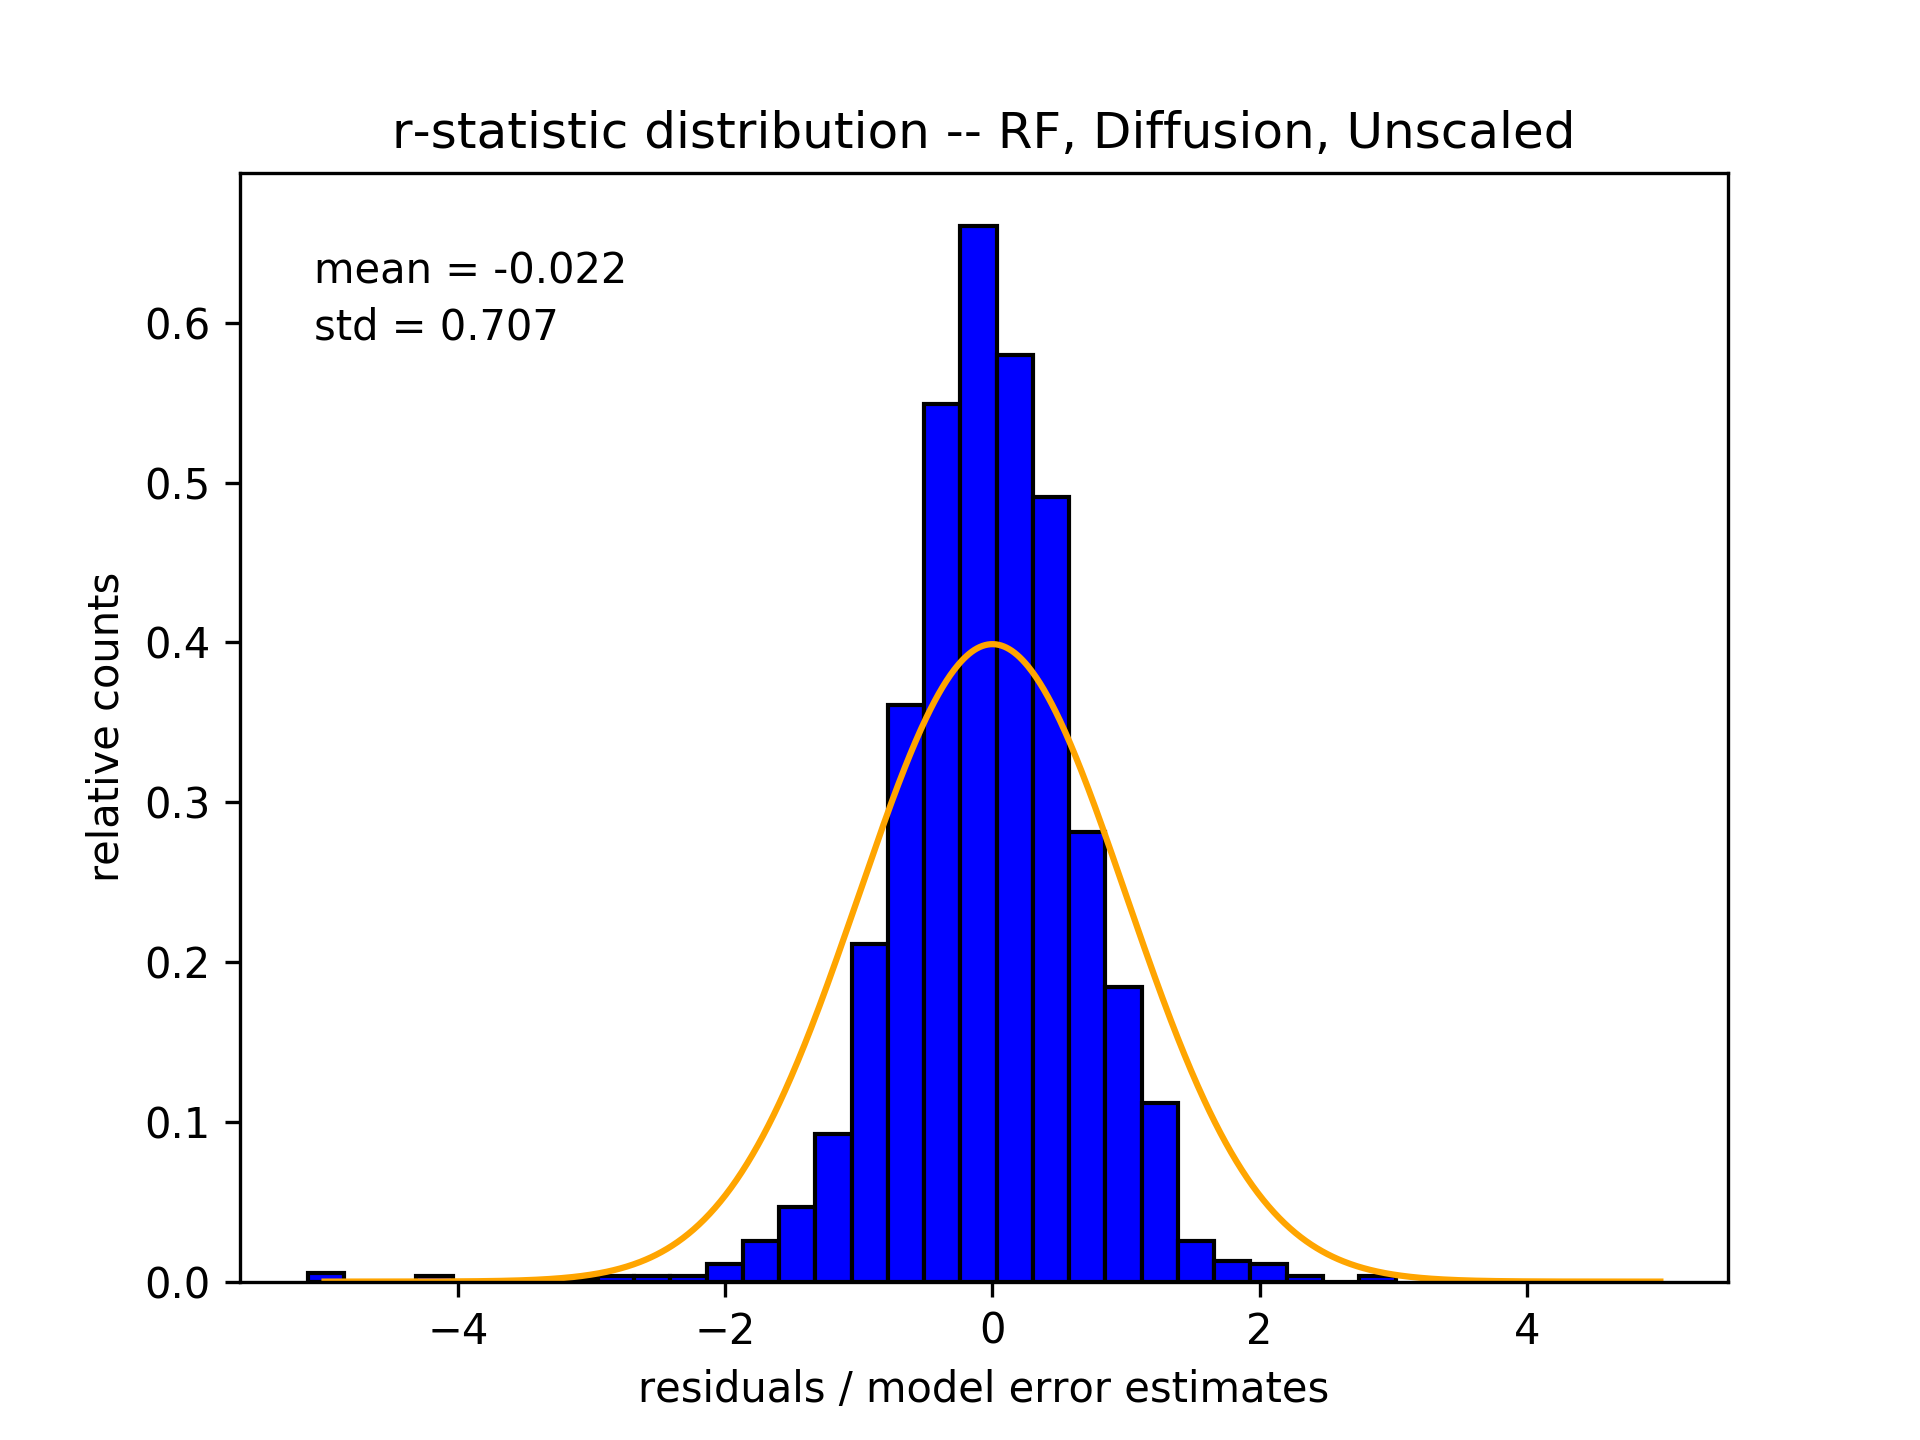 r-statistic distribution -- RF, Diffusion, Unscaled
mean = -0.022
std = 0.707
relative counts
0.6
0.5
0.4
0.3
0.2
0.1
0.0
−4
−2
0
2
4
residuals / model error estimates